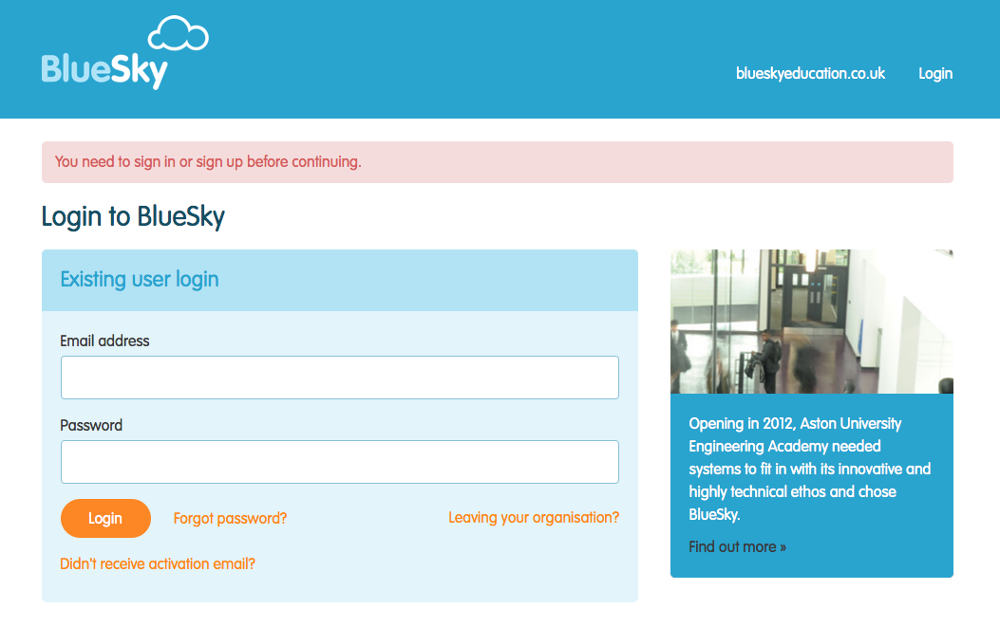 BlueSky
blueskyeducation.co.uk Login
You need to sign in or sign up before continuing.
Login to BlueSky
Existing user login
Email address
Password
Login Forgot password? Leaving your organisation?
Didn't receive activation email?
Opening in 2012, Aston University
Engineering Academy needed
systems to fit in with its innovative and
highly technical ethos and chose
BlueSky.
Find out more »